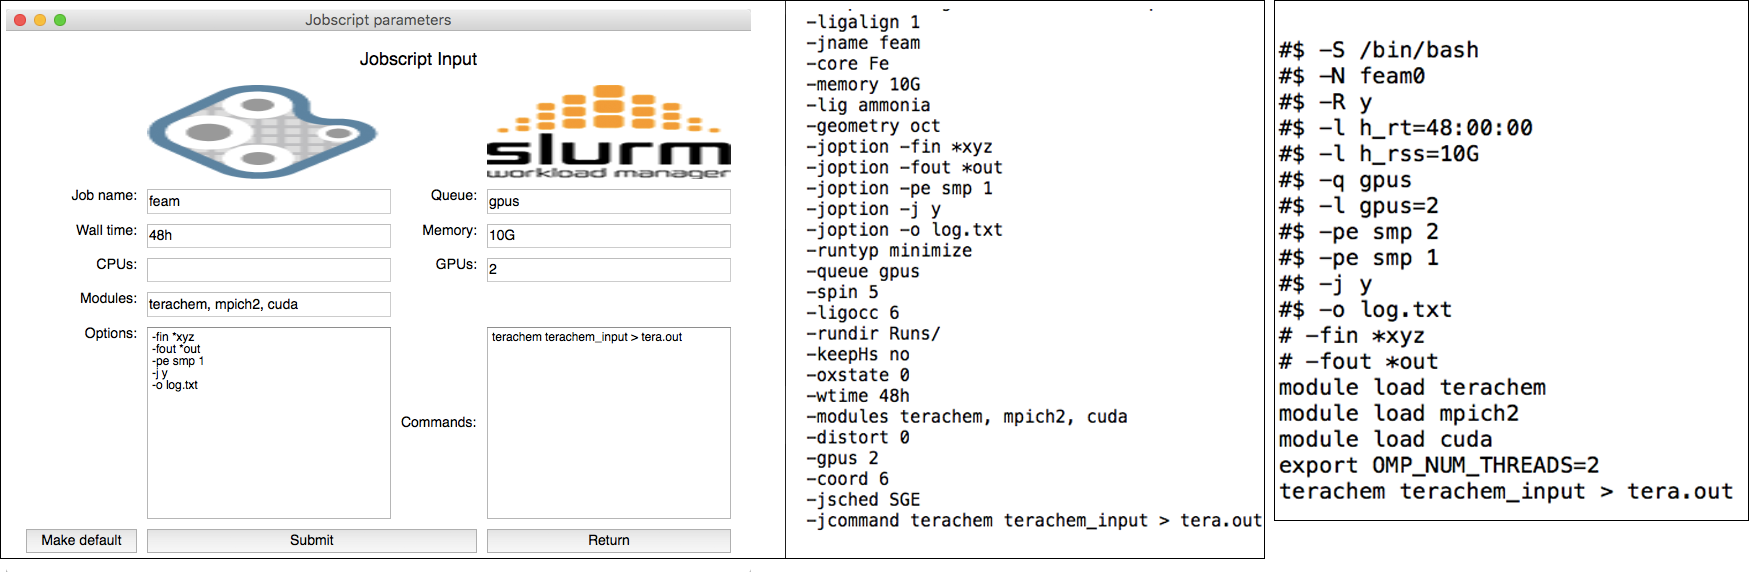 Jobscript parameters
Jobscript Input
slurm
workload manager
Job name: feam Queue: gpus
Wall time: 48h Memory: 10G
CPUs: GPUs: 2
Modules: terachem, mpich2, cuda
Options:
-fin *xyz
-fout *out
-pe smp 1
-j y
-o log.txt
Commands:
terachem terachem_input > tera.out
Make default Submit Return
-ligalign 1
-jname feam
-core Fe
-memory 10G
-lig ammonia
-geometry oct
-joption -fin *xyz
-joption -fout *out
-joption -pe smp 1
-joption -j y
-joption -o log.txt
-runtyp minimize
-queue gpus
-spin 5
-ligocc 6
-rundir Runs/
-keepHs no
-oxstate 0
-wtime 48h
-modules terachem, mpich2, cuda
-distort 0
-gpus 2
-coord 6
-jsched SGE
-jcommand terachem terachem_input > tera.out
#$ -S /bin/bash
#$ -N feam0
#$ -R y
#$ -l h_rt=48:00:00
#$ -l h_rss=10G
#$ -q gpus
#$ -l gpus=2
#$ -pe smp 2
#$ -pe smp 1
#$ -j y
#$ -o log.txt
# -fin *xyz
# -fout *out
module load terachem
module load mpich2
module load cuda
export OMP_NUM_THREADS=2
terachem terachem_input > tera.out